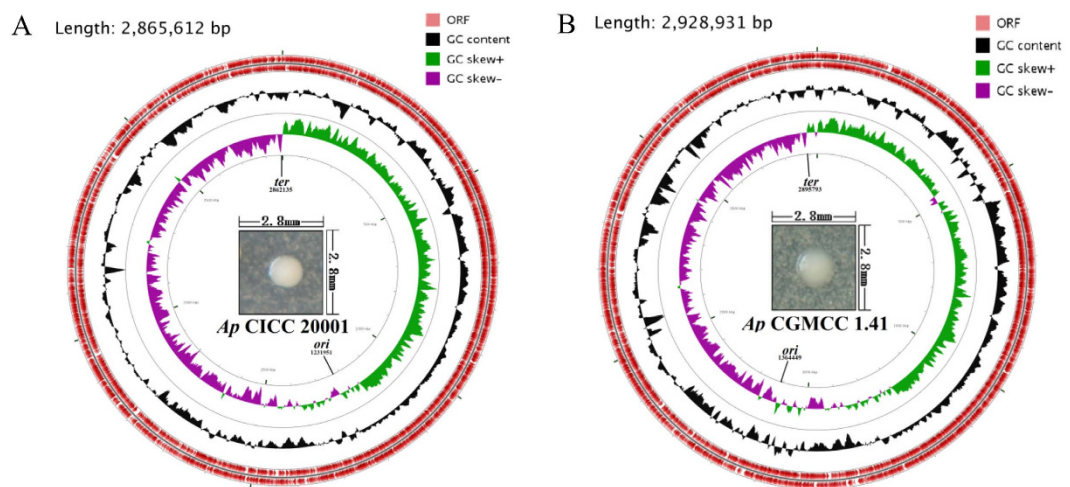 A
Length: 2,865,612 bp
ORF
GC content
GC skew+
GC skew-
ter
2862135
2.8mm
2.8mm
Ap CICC 20001
ori
1231951
B
Length: 2,928,931 bp
ORF
GC content
GC skew+
GC skew-
ter
2895793
2.8mm
2.8mm
Ap CGMCC 1.41
ori
1364449